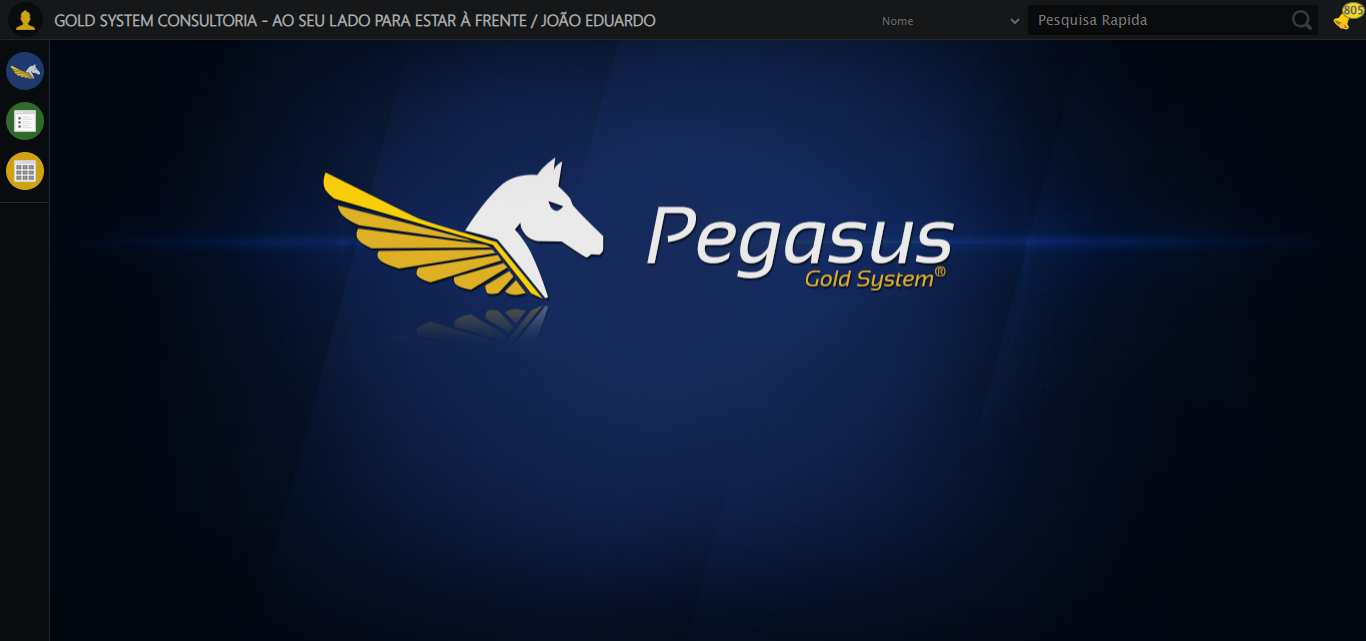 GOLD SYSTEM CONSULTORIA - AO SEU LADO PARA ESTAR À FRENTE / JOÃO EDUARDO
Nome
Pesquisa Rapida
805
Pegasus
Gold System®